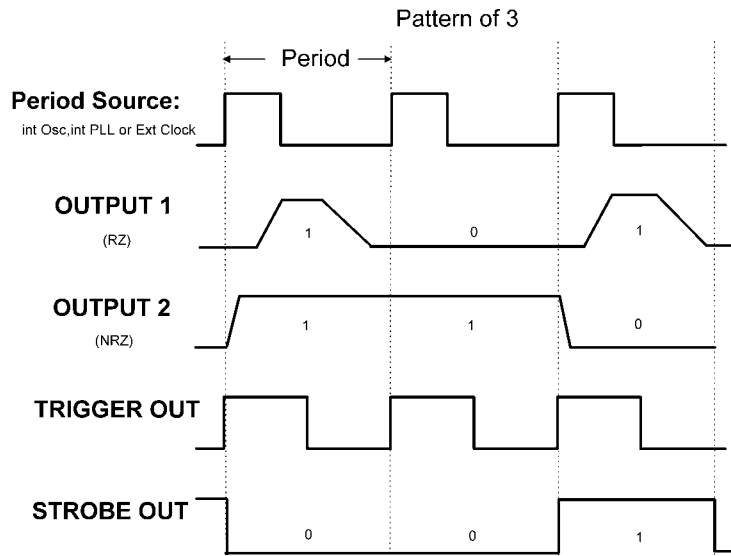 Pattern of 3
Period
Period Source:
int Osc,int PLL or Ext Clock
OUTPUT 1
(RZ)
1
0
1
OUTPUT 2
(NRZ)
1
1
0
TRIGGER OUT
STROBE OUT
0
0
1